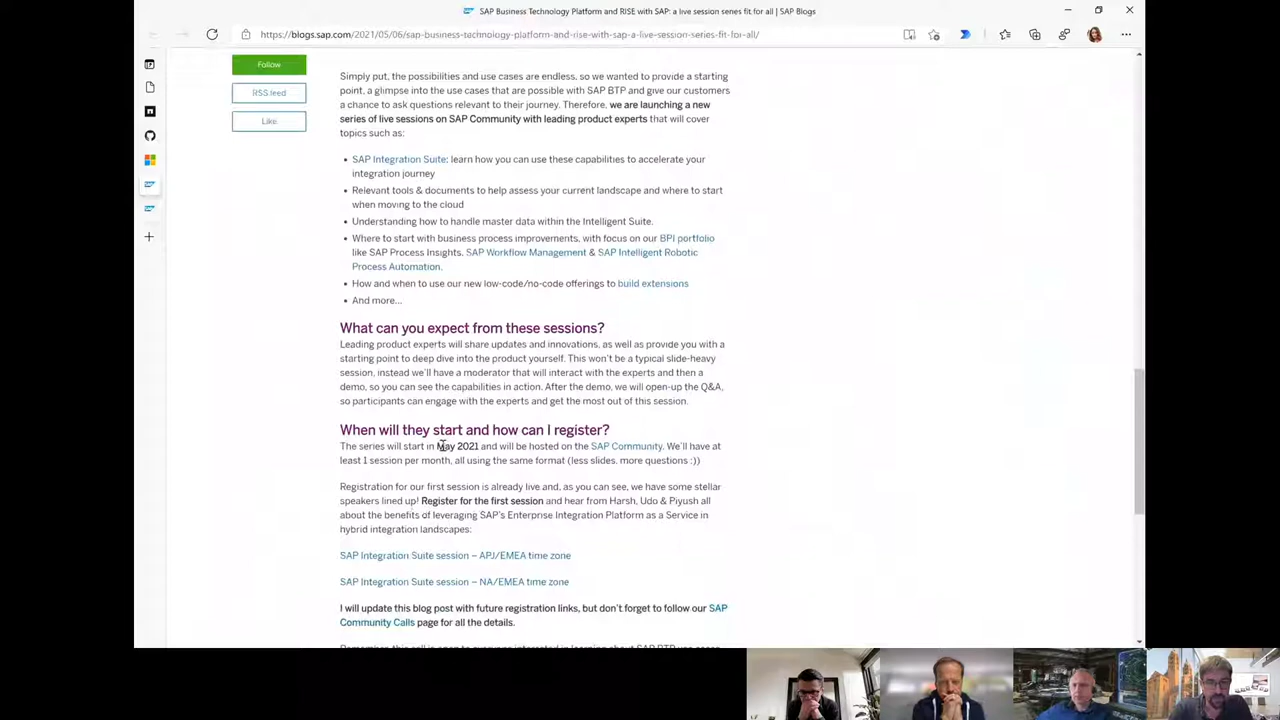 SAP Business Technology Platform and RISE with SAP: a live session series fit for all | SAP Blogs
https://blogs.sap.com/2021/05/06/sap-business-technology-platform-and-rise-with-sap-a-live-session-series-fit-for-all/
Follow
RSS feed
Like
Simply put, the possibilities and use cases are endless, so we wanted to provide a starting
point, a glimpse into the use cases that are possible with SAP BTP and give our customers
a chance to ask questions relevant to their journey. Therefore, we are launching a new
series of live sessions on SAP Community with leading product experts that will cover
topics such as:
• SAP Integration Suite: learn how you can use these capabilities to accelerate your
integration journey
• Relevant tools & documents to help assess your current landscape and where to start
when moving to the cloud
• Understanding how to handle master data within the Intelligent Suite.
• Where to start with business process improvements, with focus on our BPI portfolio
like SAP Process Insights, SAP Workflow Management & SAP Intelligent Robotic
Process Automation.
• How and when to use our new low-code/no-code offerings to build extensions
• And more...
What can you expect from these sessions?
Leading product experts will share updates and innovations, as well as provide you with a
starting point to deep dive into the product yourself. This won't be a typical slide-heavy
session, instead we'll have a moderator that will interact with the experts and then a
demo, so you can see the capabilities in action. After the demo, we will open-up the Q&A,
so participants can engage with the experts and get the most out of this session.
When will they start and how can I register?
The series will start in May 2021 and will be hosted on the SAP Community. We'll have at
least 1 session per month, all using the same format (less slides, more questions :))
Registration for our first session is already live and, as you can see, we have some stellar
speakers lined up! Register for the first session and hear from Harsh, Udo & Piyush all
about the benefits of leveraging SAP's Enterprise Integration Platform as a Service in
hybrid integration landscapes:
SAP Integration Suite session – APJ/EMEA time zone
SAP Integration Suite session – NA/EMEA time zone
I will update this blog post with future registration links, but don't forget to follow our SAP
Community Calls page for all the details.